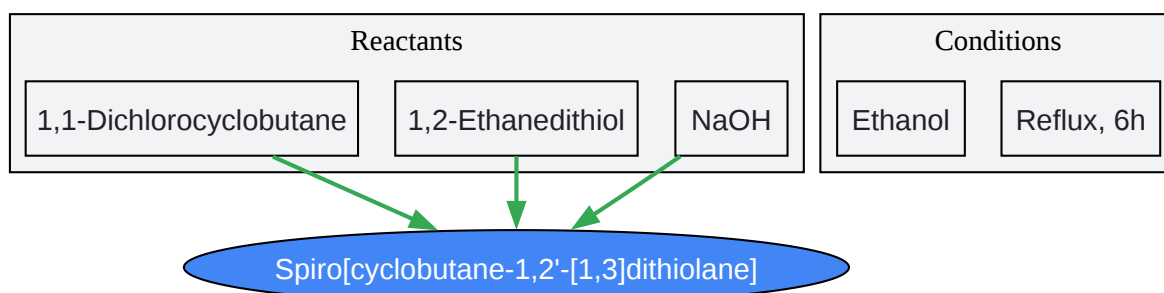 Reactants
Conditions
1,1-Dichlorocyclobutane
1,2-Ethanedithiol
NaOH
Ethanol
Reflux, 6h
Spiro[cyclobutane-1,2'-[1,3]dithiolane]